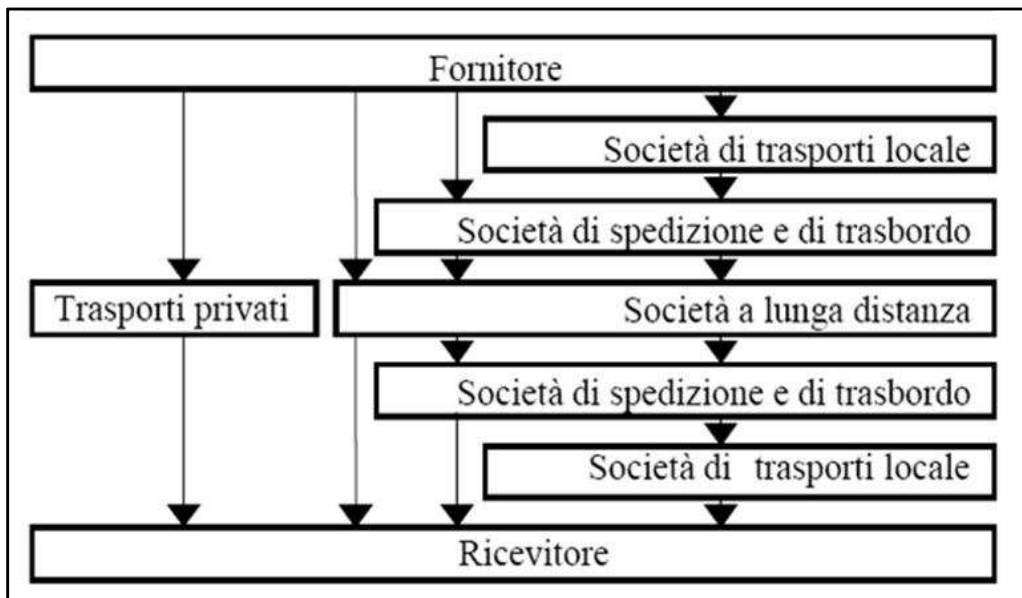 Fornitore
Società di trasporti locale
Società di spedizione e di trasbordo
Trasporti privati
Società a lunga distanza
Società di spedizione e di trasbordo
Società di trasporti locale
Ricevitore